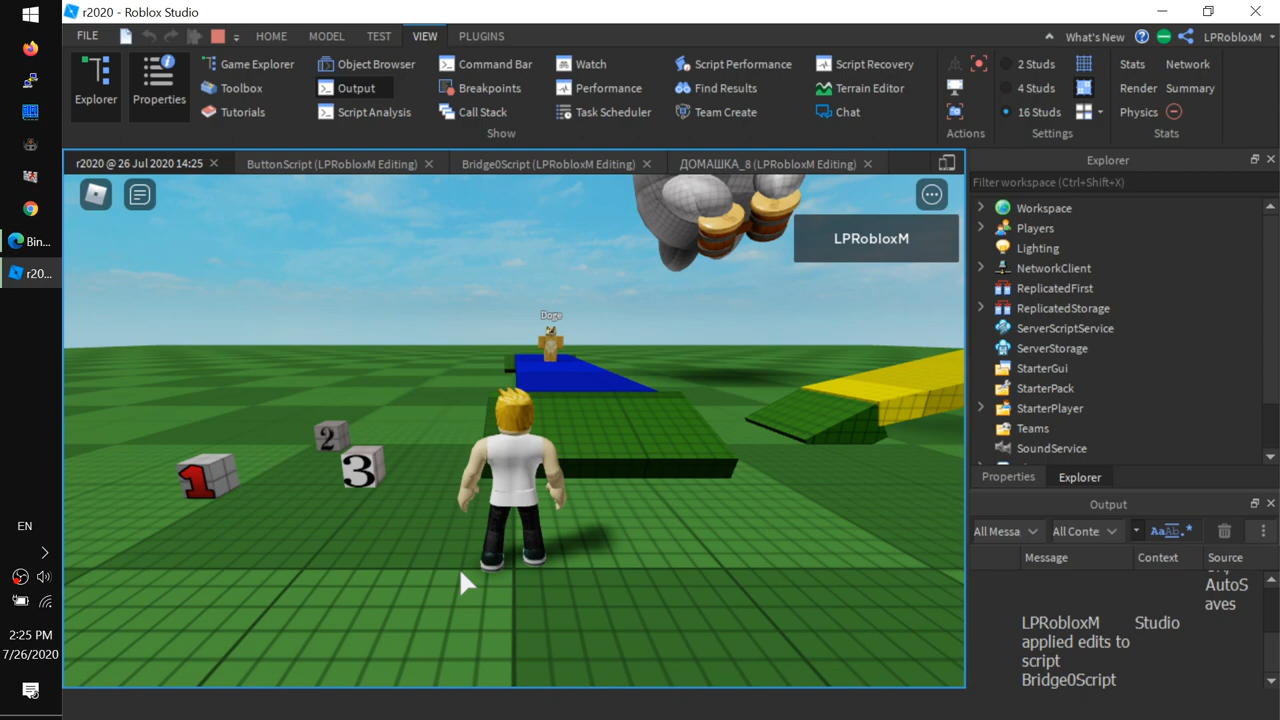 r2020 - Roblox Studio
FILE
HOME
MODEL
TEST
VIEW
PLUGINS
What's New
LPRobloxM
Explorer
Properties
Game Explorer
Toolbox
Tutorials
Object Browser
Output
Script Analysis
Command Bar
Breakpoints
Call Stack
Watch
Performance
Task Scheduler
Script Performance
Find Results
Team Create
Script Recovery
Terrain Editor
Chat
Show
Actions
2 Studs
4 Studs
16 Studs
Settings
Stats Network
Render Summary
Physics
Stats
r2020 @ 26 Jul 2020 14:25
ButtonScript (LPRobloxM Editing)
Bridge0Script (LPRobloxM Editing)
ДОМАШКА_8 (LPRobloxM Editing)
LPRobloxM
Doge
1
2
3
Explorer
Filter workspace (Ctrl+Shift+X)
Workspace
Players
Lighting
NetworkClient
ReplicatedFirst
ReplicatedStorage
ServerScriptService
ServerStorage
StarterGui
StarterPack
StarterPlayer
Teams
SoundService
Properties
Explorer
Output
All Messa
All Conte
AaAb.*
Message
Context
Source
AutoS
aves
LPRobloxM
applied edits to
script
Bridge0Script
Studio
Bin...
r20...
EN
2:25 PM
7/26/2020